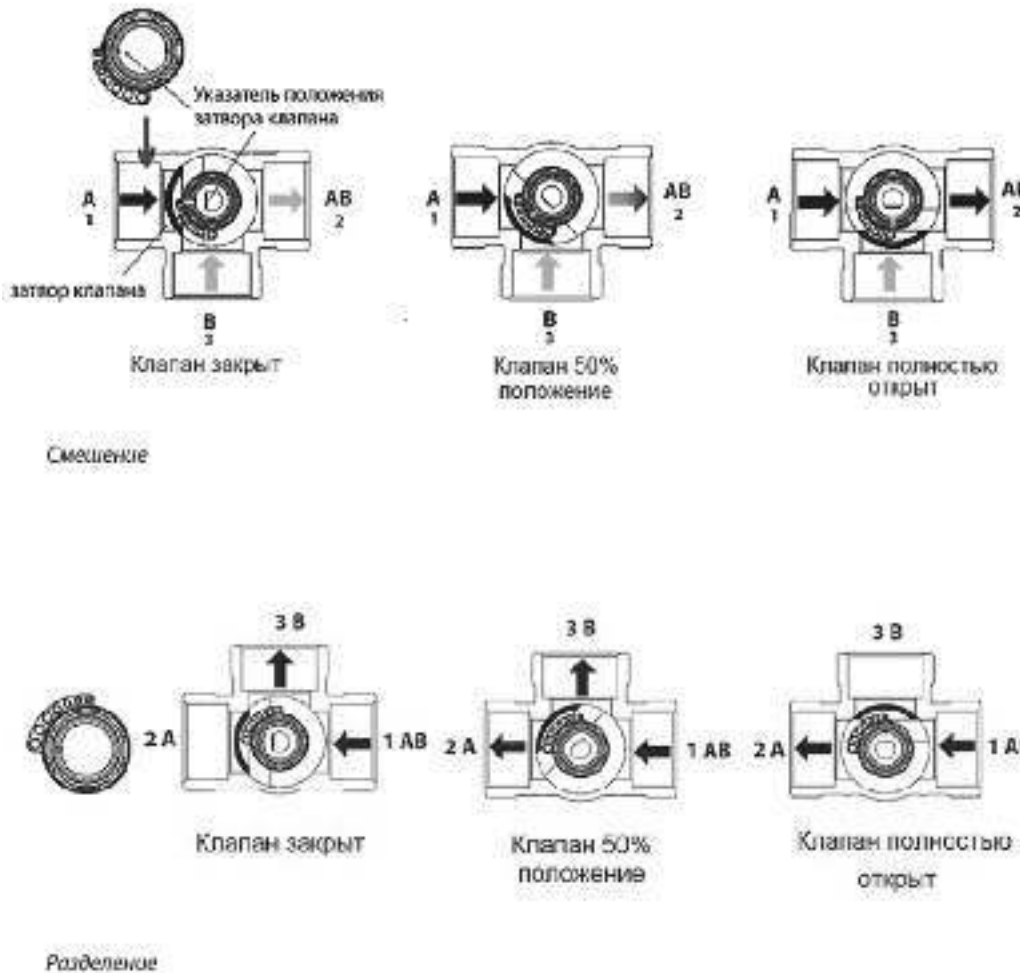 Указатель положения
затвора клапана
A
1
AB
2
затвор клапана
B
3
Клапан закрыт
A
1
AB
2
B
3
Клапан 50%
положение
A
1
2
B
3
Клапан полностью
открыт
Смешение
3 B
2 A
1 AB
Клапан закрыт
3 B
2 A
1 AB
Клапан 50%
положение
3 B
2 A
Клапан полностью
открыт
Разделение